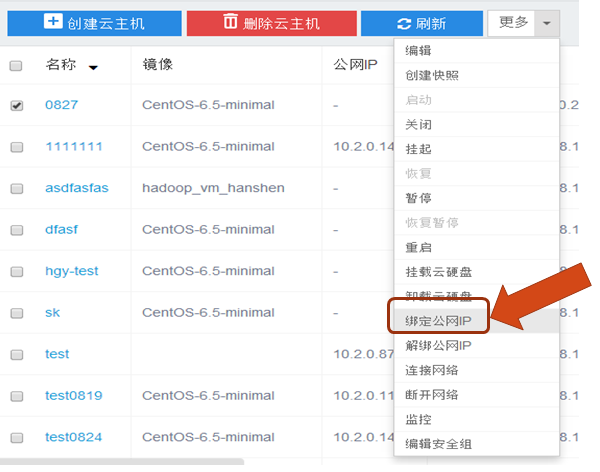 创建云主机 删除云主机 刷新 更多
名称 镜像 公网IP
0827 CentOS-6.5-minimal - 0.2
1111111 CentOS-6.5-minimal 10.2.0.14 8.1
asdfasfas hadoop_vm_hanshen - 8.1
dfasf CentOS-6.5-minimal - 8.1
hgy-test CentOS-6.5-minimal - 8.1
sk CentOS-6.5-minimal - 8.1
test 10.2.0.87 8.1
test0819 CentOS-6.5-minimal 10.2.0.11 8.1
test0824 CentOS-6.5-minimal 10.2.0.14 8.1
编辑
创建快照
启动
关闭
挂起
恢复
暂停
恢复暂停
重启
挂载云硬盘
卸载云硬盘
绑定公网IP
解绑公网IP
连接网络
断开网络
监控
编辑安全组